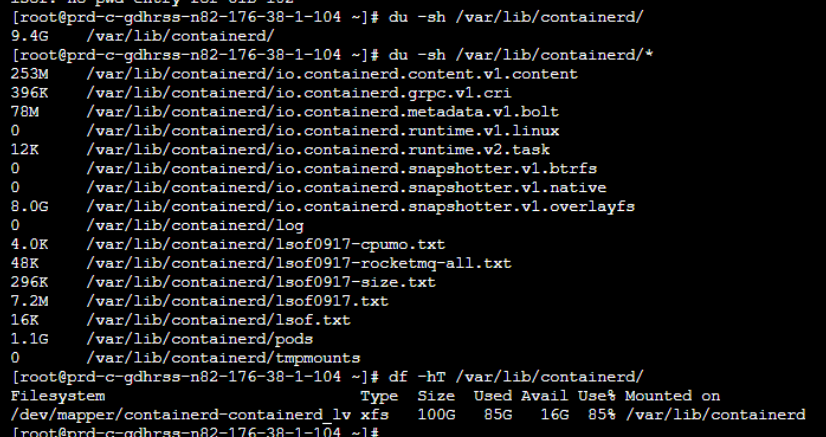 lsof: no pwd entry for UID 102
[root@prd-c-gdhrss-n82-176-38-1-104 ~]# du -sh /var/lib/containerd/
9.4G /var/lib/containerd/
[root@prd-c-gdhrss-n82-176-38-1-104 ~]# du -sh /var/lib/containerd/*
253M /var/lib/containerd/io.containerd.content.v1.content
396K /var/lib/containerd/io.containerd.grpc.v1.cri
78M /var/lib/containerd/io.containerd.metadata.v1.bolt
0 /var/lib/containerd/io.containerd.runtime.v1.linux
12K /var/lib/containerd/io.containerd.runtime.v2.task
0 /var/lib/containerd/io.containerd.snapshotter.v1.btrfs
0 /var/lib/containerd/io.containerd.snapshotter.v1.native
8.0G /var/lib/containerd/io.containerd.snapshotter.v1.overlayfs
0 /var/lib/containerd/log
4.0K /var/lib/containerd/lsof0917-cpumo.txt
48K /var/lib/containerd/lsof0917-rocketmq-all.txt
296K /var/lib/containerd/lsof0917-size.txt
7.2M /var/lib/containerd/lsof0917.txt
16K /var/lib/containerd/lsof.txt
1.1G /var/lib/containerd/pods
0 /var/lib/containerd/tmpmounts
[root@prd-c-gdhrss-n82-176-38-1-104 ~]# df -hT /var/lib/containerd/
Filesystem Type Size Used Avail Use% Mounted on
/dev/mapper/containerd-containerd_lv xfs 100G 85G 16G 85% /var/lib/containerd
[root@prd-c-gdhrss-n82-176-38-1-104 ~]#